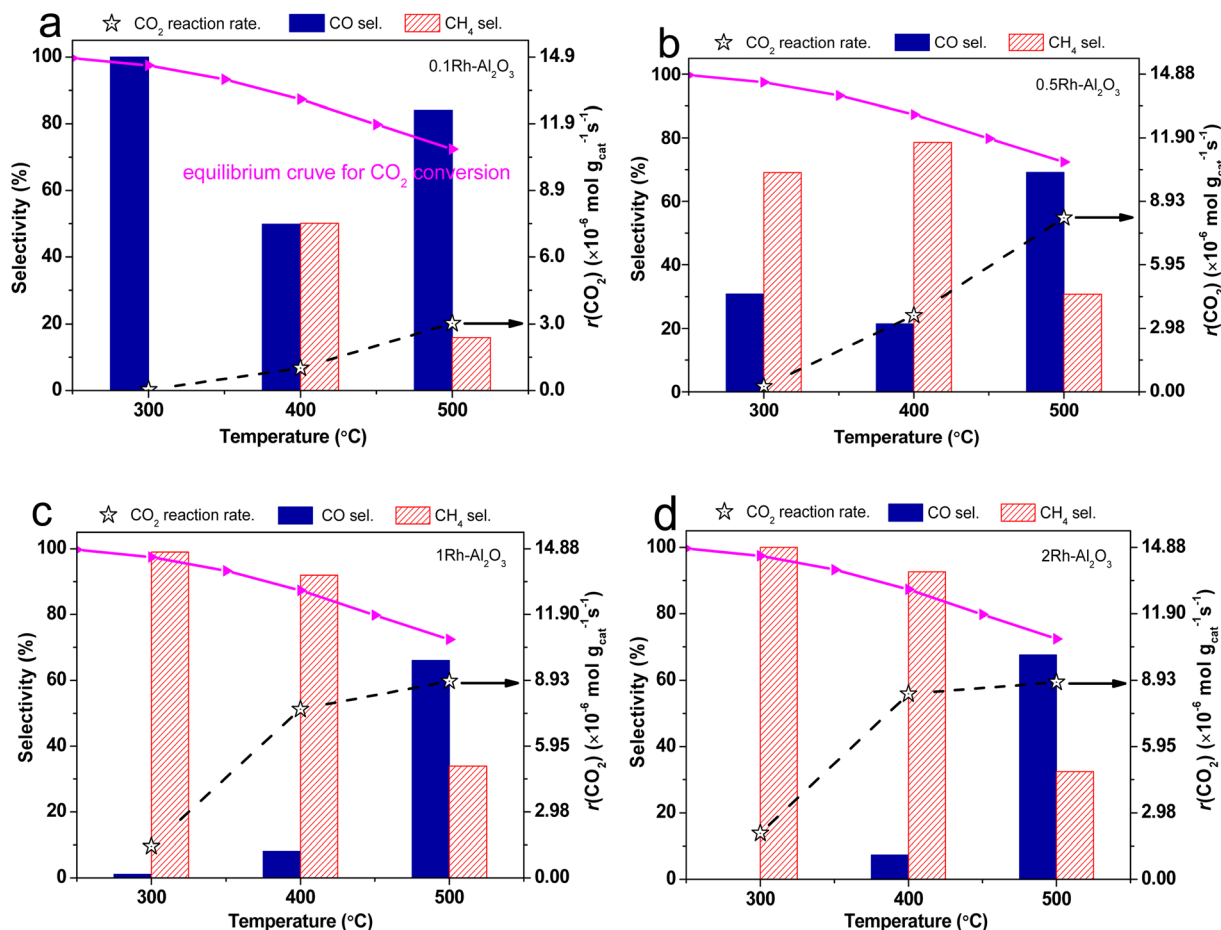 a
CO2 reaction rate. CO sel. CH4 sel.
0.1Rh-Al2O3
equilibrium cruve for CO2 conversion
Selectivity (%)
100
80
60
40
20
0
14.9
11.9
8.9
6.0
3.0
0.0
r(CO2) (×10-6 mol gcat-1s-1)
300 400 500
Temperature (°C)
b
CO2 reaction rate. CO sel. CH4 sel.
0.5Rh-Al2O3
Selectivity (%)
100
80
60
40
20
0
14.88
11.90
8.93
5.95
2.98
0.00
r(CO2) (×10-6 mol gcat-1s-1)
300 400 500
Temperature (°C)
c
CO2 reaction rate. CO sel. CH4 sel.
1Rh-Al2O3
Selectivity (%)
100
80
60
40
20
0
14.88
11.90
8.93
5.95
2.98
0.00
r(CO2) (×10-6 mol gcat-1s-1)
300 400 500
Temperature (°C)
d
CO2 reaction rate. CO sel. CH4 sel.
2Rh-Al2O3
Selectivity (%)
100
80
60
40
20
0
14.88
11.90
8.93
5.95
2.98
0.00
r(CO2) (×10-6 mol gcat-1s-1)
300 400 500
Temperature (°C)